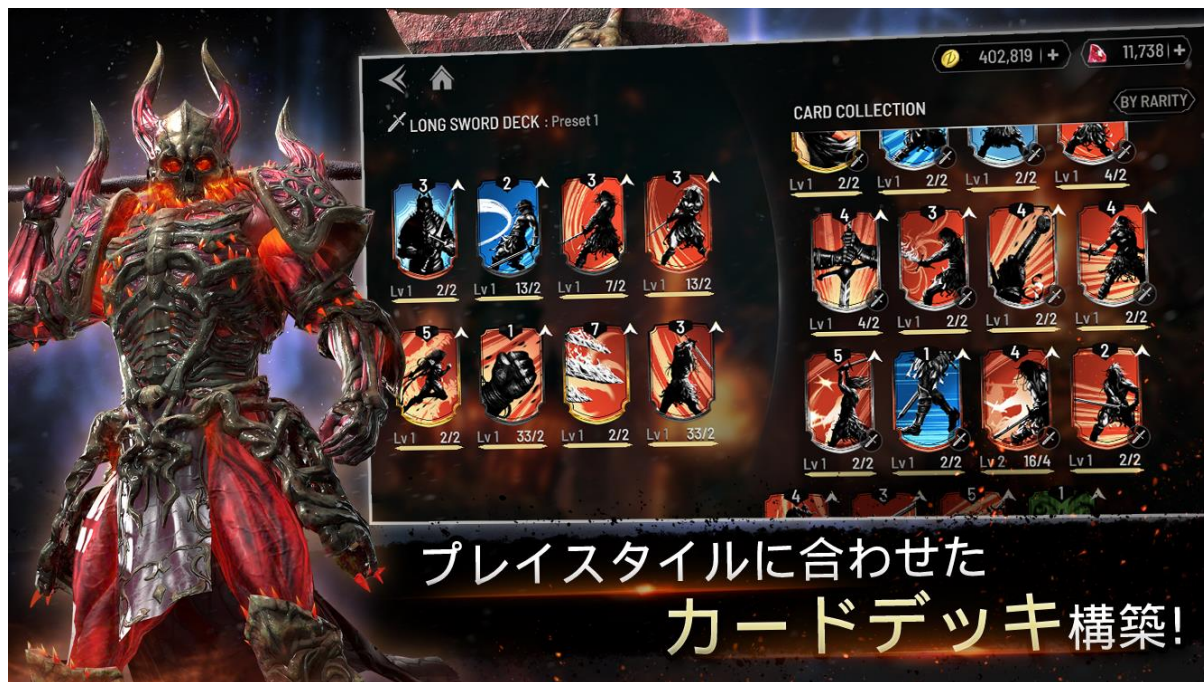 402,819 | +
11,738 | +
LONG SWORD DECK : Preset 1
CARD COLLECTION
BY RARITY
3 2 3 3
Lv 1 2/2 Lv 1 13/2 Lv 1 7/2 Lv 1 13/2
5 1 7 3
Lv 1 2/2 Lv 1 33/2 Lv 1 2/2 Lv 1 33/2
Lv 1 2/2 Lv 1 2/2 Lv 1 2/2 Lv 1 4/2
4 3 4 4
Lv 1 4/2 Lv 1 2/2 Lv 1 2/2 Lv 1 2/2
5 1 4 2
Lv 1 2/2 Lv 1 2/2 Lv 2 16/4 Lv 1 2/2
4 3 5 1
プレイスタイルに合わせた
カードデッキ構築!